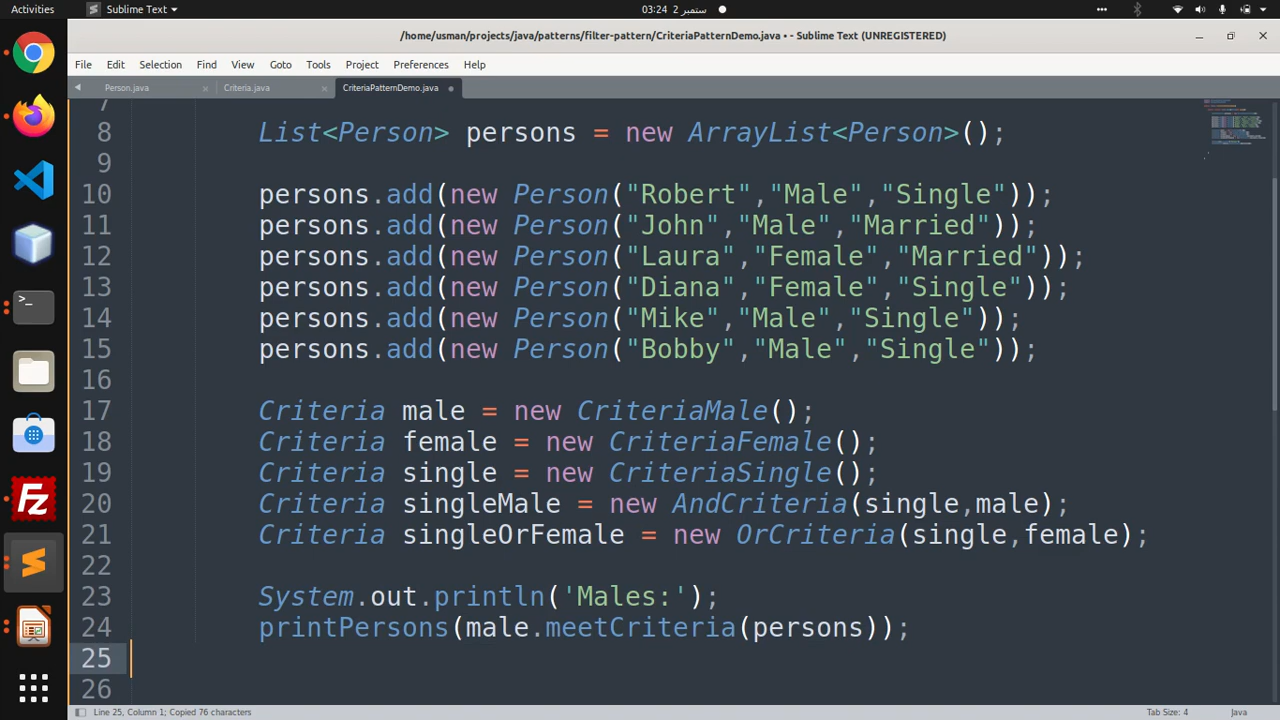 Activities
Sublime Text
03:24 2 ستمبر
/home/usman/projects/java/patterns/filter-pattern/CriteriaPatternDemo.java • - Sublime Text (UNREGISTERED)
File Edit Selection Find View Goto Tools Project Preferences Help
Person.java Criteria.java CriteriaPatternDemo.java
7
8 List<Person> persons = new ArrayList<Person>();
9
10 persons.add(new Person("Robert","Male","Single"));
11 persons.add(new Person("John","Male","Married"));
12 persons.add(new Person("Laura","Female","Married"));
13 persons.add(new Person("Diana","Female","Single"));
14 persons.add(new Person("Mike","Male","Single"));
15 persons.add(new Person("Bobby","Male","Single"));
16
17 Criteria male = new CriteriaMale();
18 Criteria female = new CriteriaFemale();
19 Criteria single = new CriteriaSingle();
20 Criteria singleMale = new AndCriteria(single,male);
21 Criteria singleOrFemale = new OrCriteria(single,female);
22
23 System.out.println('Males:');
24 printPersons(male.meetCriteria(persons));
25
26
Line 25, Column 1; Copied 76 characters
Tab Size: 4
Java